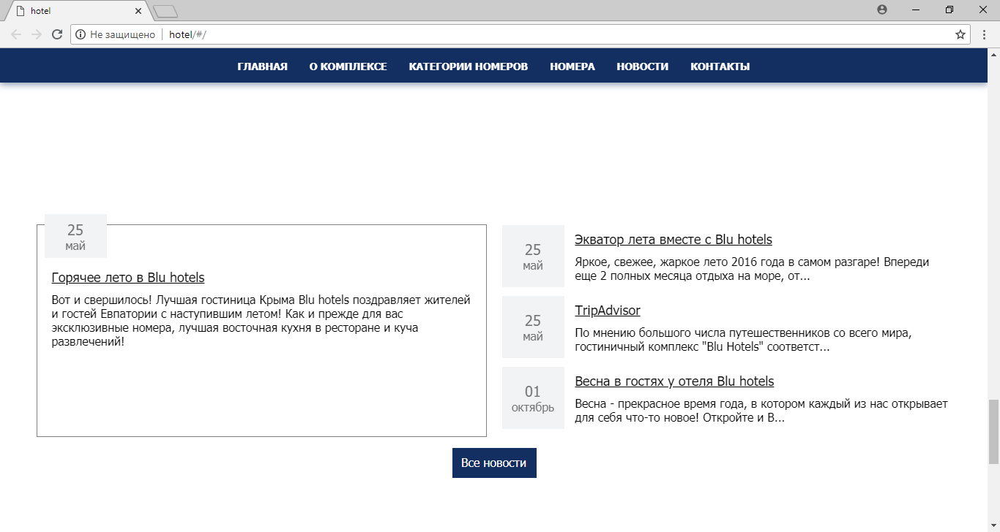 hotel
Не защищено
hotel/#/
ГЛАВНАЯ О КОМПЛЕКСЕ КАТЕГОРИИ НОМЕРОВ НОМЕРА НОВОСТИ КОНТАКТЫ
25
май
Горячее лето в Blu hotels
Вот и свершилось! Лучшая гостиница Крыма Blu hotels поздравляет жителей
и гостей Евпатории с наступившим летом! Как и прежде для вас
эксклюзивные номера, лучшая восточная кухня в ресторане и куча
развлечений!
25
май
Экватор лета вместе с Blu hotels
Яркое, свежее, жаркое лето 2016 года в самом разгаре! Впереди
еще 2 полных месяца отдыха на море, от...
25
май
TripAdvisor
По мнению большого числа путешественников со всего мира,
гостиничный комплекс "Blu Hotels" соответст...
01
октябрь
Весна в гостях у отеля Blu hotels
Весна - прекрасное время года, в котором каждый из нас открывает
для себя что-то новое! Откройте и В...
Все новости